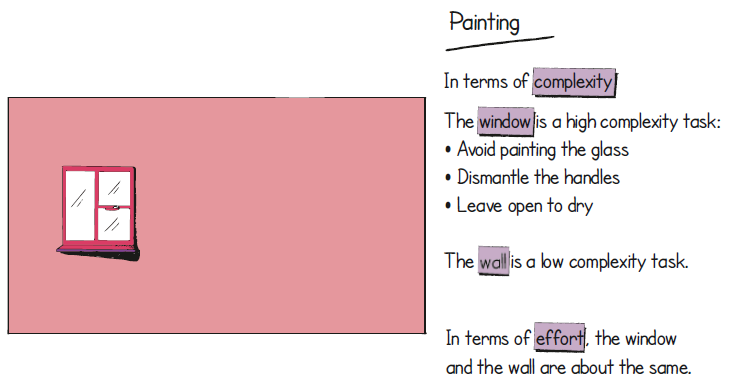 Painting
In terms of complexity
The window is a high complexity task:
• Avoid painting the glass
• Dismantle the handles
• Leave open to dry
The wall is a low complexity task.
In terms of effort, the window
and the wall are about the same.